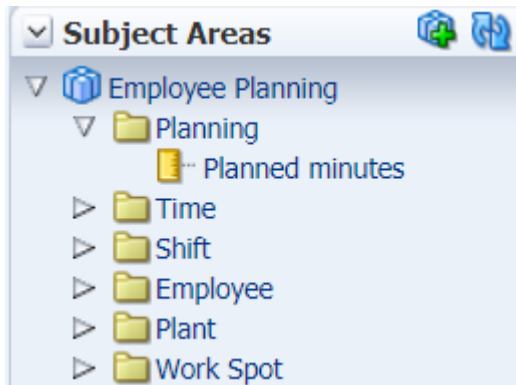 Subject Areas
Employee Planning
Planning
Planned minutes
Time
Shift
Employee
Plant
Work Spot